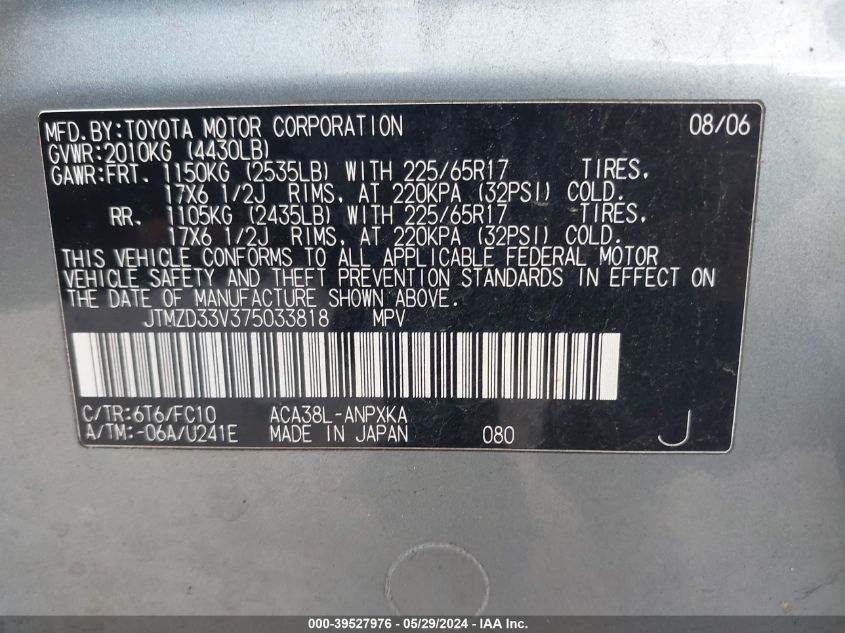 MFD.BY:TOYOTA MOTOR CORPORATION 08/06
GVWR:2010KG (4430LB)
GAWR:FRT. 1150KG (2535LB) WITH 225/65R17 TIRES,
17X6 1/2J RIMS, AT 220KPA (32PSI) COLD.
RR. 1105KG (2435LB) WITH 225/65R17 TIRES,
17X6 1/2J RIMS, AT 220KPA (32PSI) COLD.
THIS VEHICLE CONFORMS TO ALL APPLICABLE FEDERAL MOTOR
VEHICLE SAFETY AND THEFT PREVENTION STANDARDS IN EFFECT ON
THE DATE OF MANUFACTURE SHOWN ABOVE.
JTMZD33V375033818 MPV
C/TR:6T6/FC10 ACA38L-ANPXKA
A/TM:-06A/U241E MADE IN JAPAN 080 J
000-39527976 - 05/29/2024 - IAA Inc.